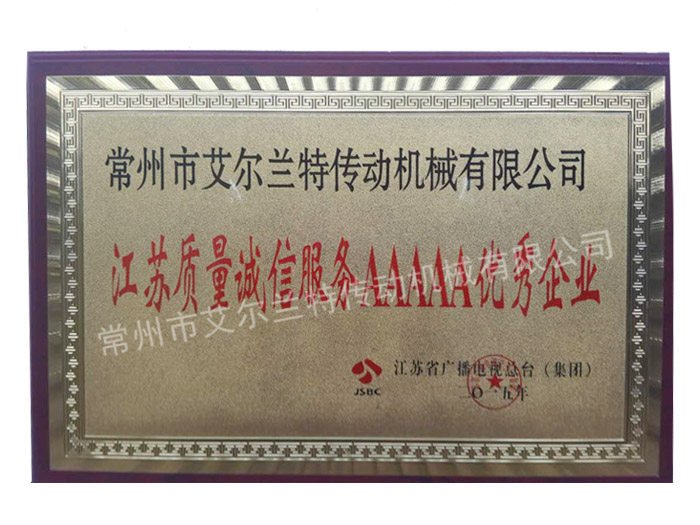 常州市艾尔兰特传动机械有限公司
江苏质量诚信服务AAAAA优秀企业
常州市艾尔兰特传动机械有限公司
JSBC
江苏省广播电视总台（集团）
二〇一九年